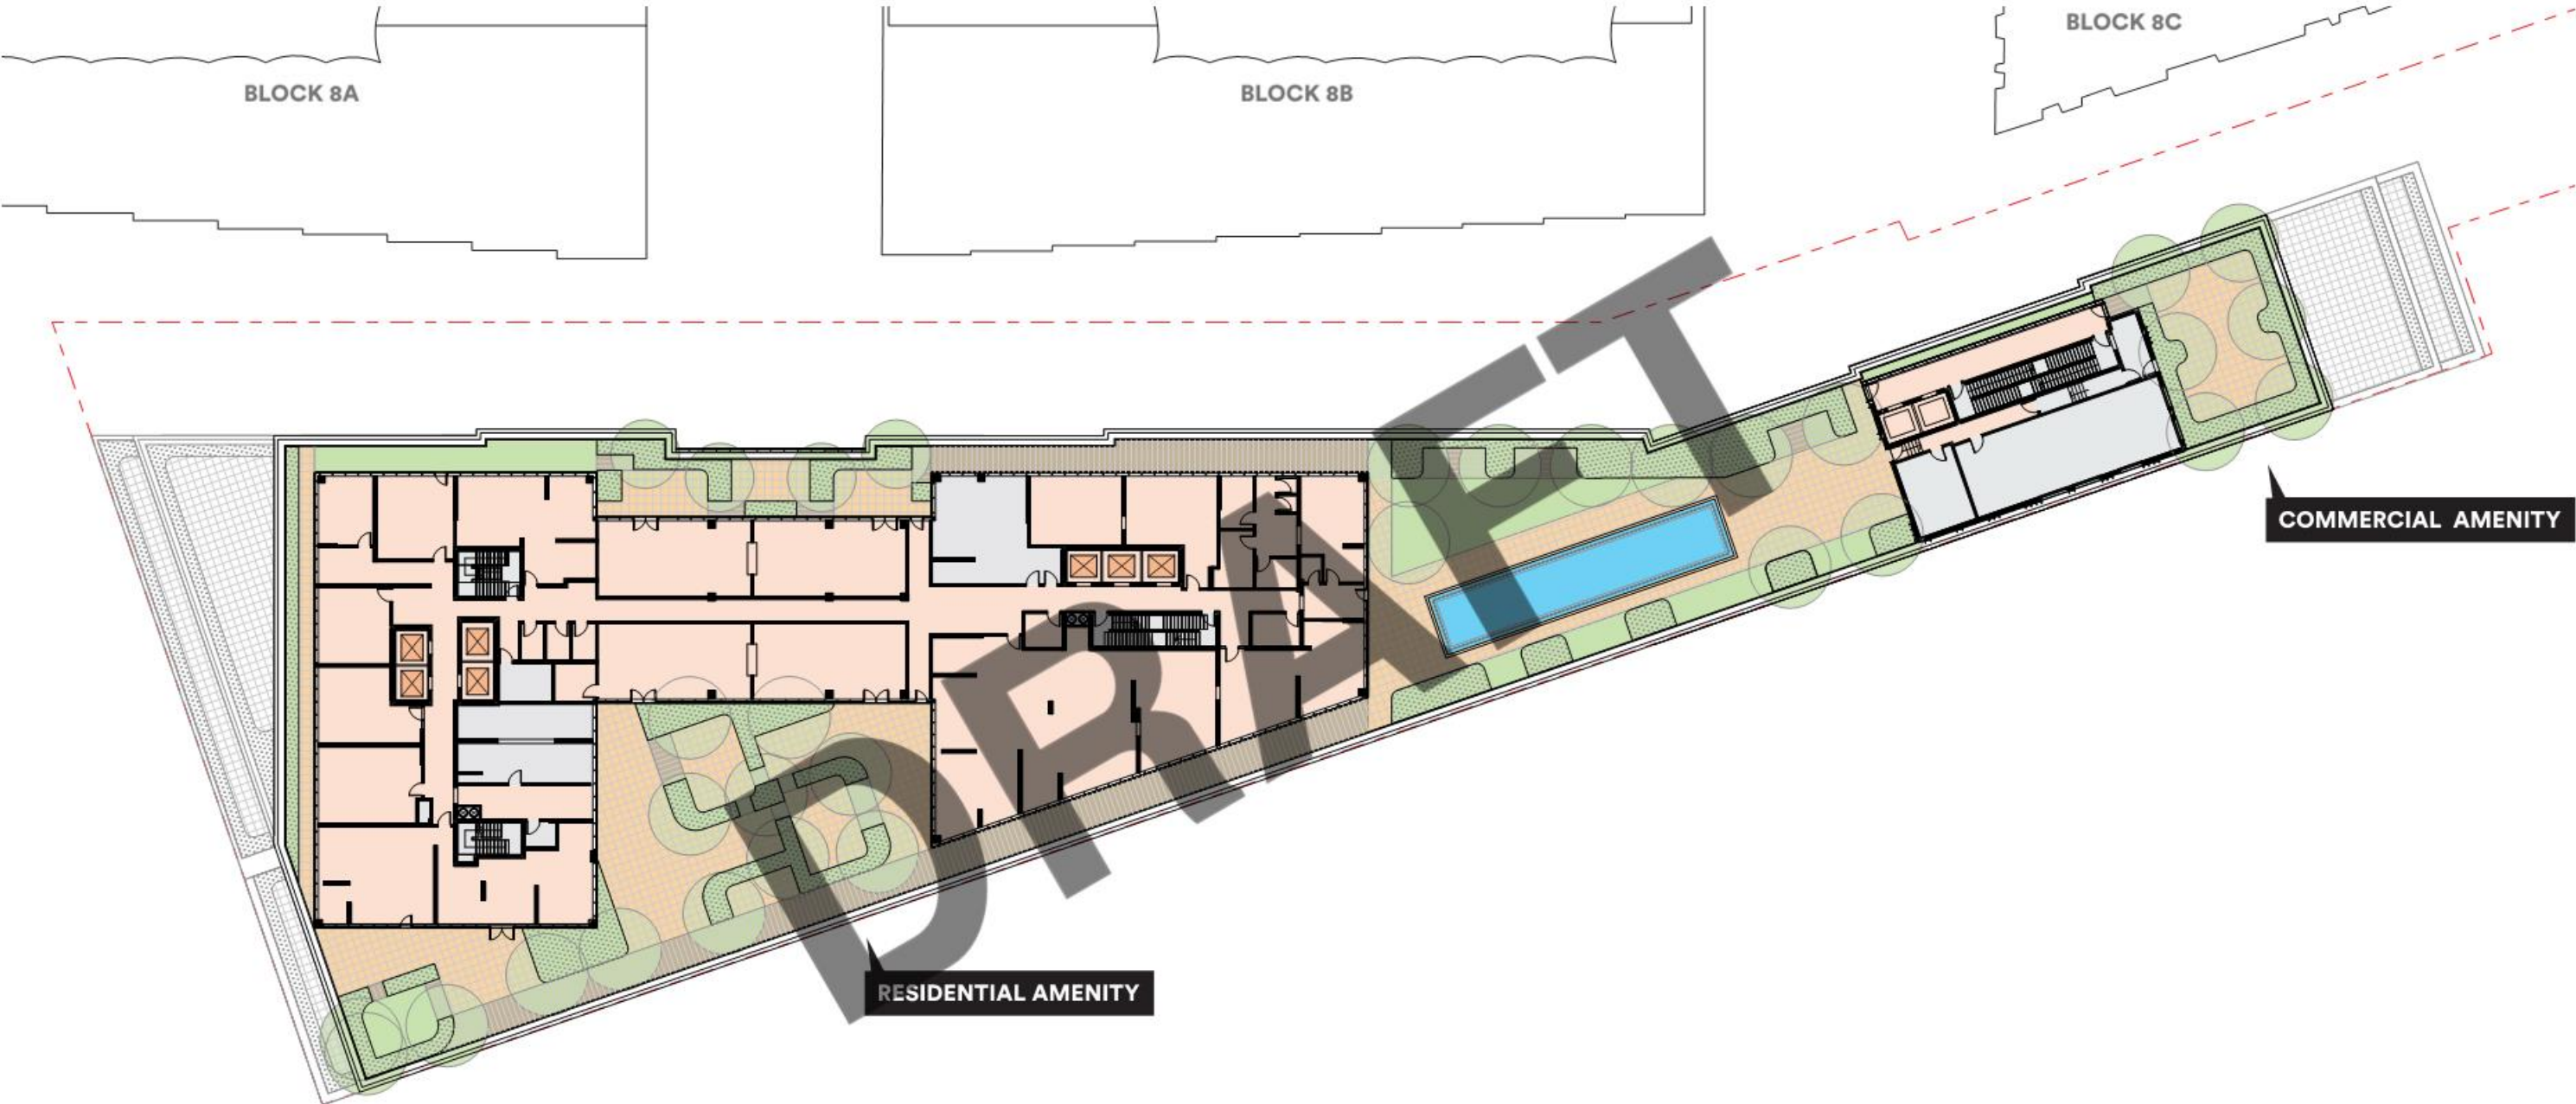 BLOCK 8C
BLOCK 8A
BLOCK 8B
COMMERCIAL AMENITY
DRAFT
RESIDENTIAL AMENITY